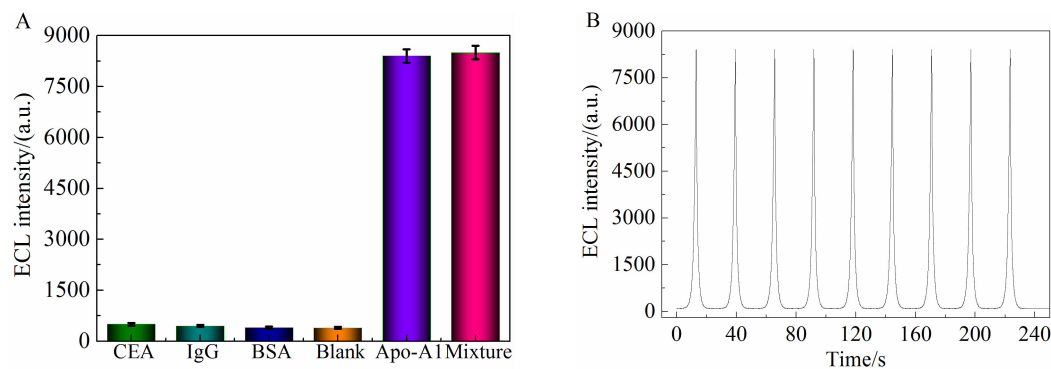 A
ECL intensity/(a.u.)
9000
7500
6000
4500
3000
1500
0
CEA IgG BSA Blank Apo-A1 Mixture
B
ECL intensity/(a.u.)
9000
7500
6000
4500
3000
1500
0
0 40 80 120 160 200 240
Time/s